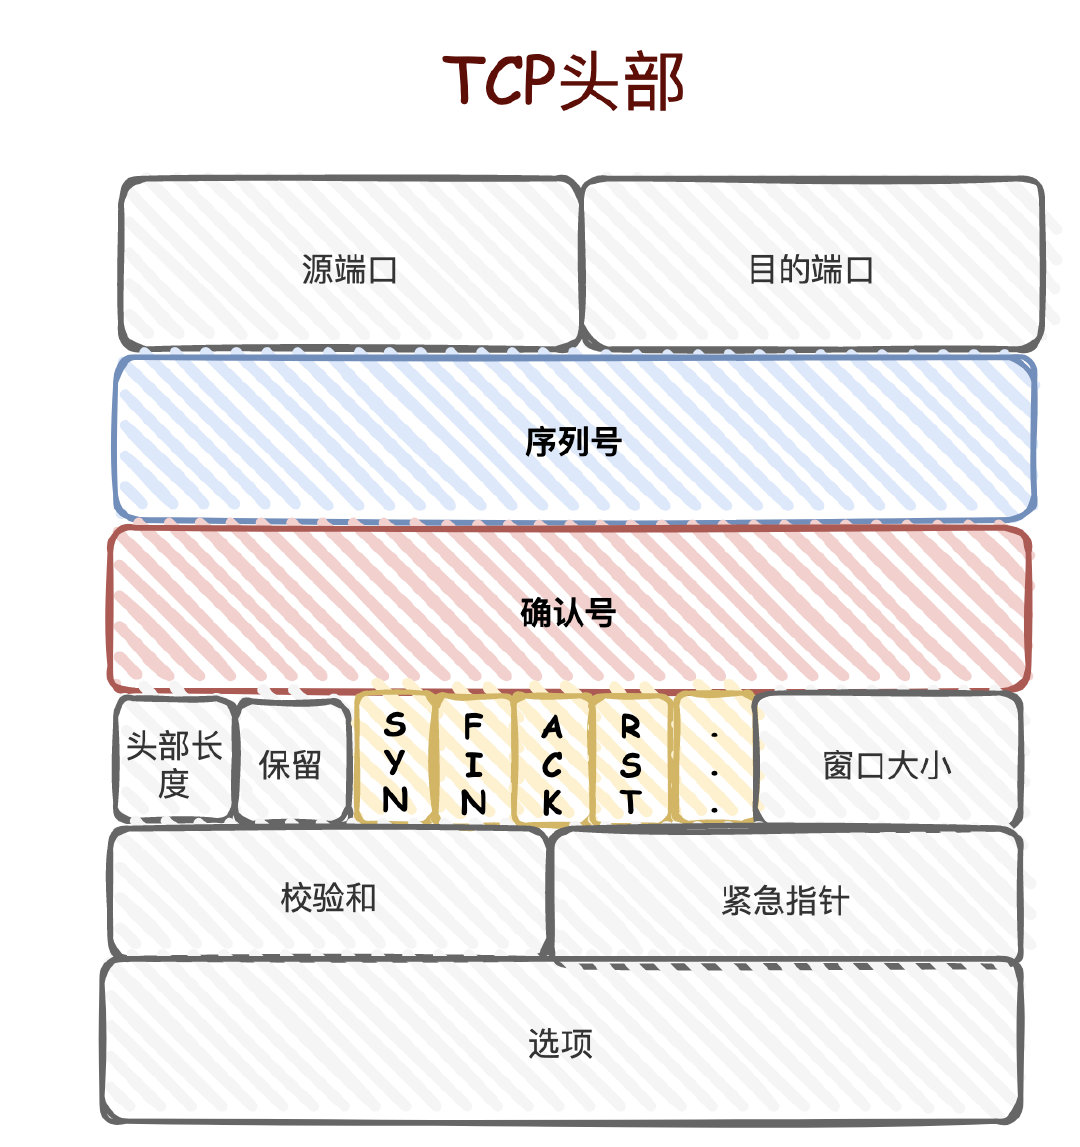 TCP头部
源端口
目的端口
序列号
确认号
头部长
度
保留
SYN
FIN
ACK
RST
...
窗口大小
校验和
紧急指针
选项